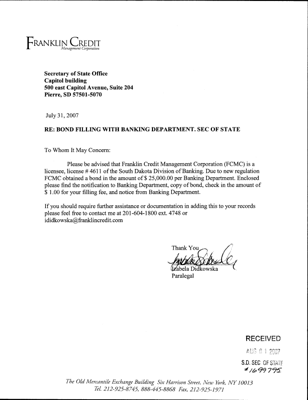 FRANKLIN CREDIT
Management Corporation
Secretary of State Office
Capitol building
500 east Capitol Avenue, Suite 204
Pierre, SD 57501-5070
July 31, 2007
RE: BOND FILLING WITH BANKING DEPARTMENT. SEC OF STATE
To Whom It May Concern:
Please be advised that Franklin Credit Management Corporation (FCMC) is a
licensee, license # 4611 of the South Dakota Division of Banking. Due to new regulation
FCMC obtained a bond in the amount of $ 25,000.00 per Banking Department. Enclosed
please find the notification to Banking Department, copy of bond, check in the amount of
$ 1.00 for your filling fee, and notice from Banking Department.
If you should require further assistance or documentation in adding this to your records
please feel free to contact me at 201-604-1800 ext. 4748 or
ididkowska@franklincredit.com
Thank You
Izabela Didkowska
Paralegal
RECEIVED
AUG 01 2007
S.D. SEC OF STATE
#1699795
The Old Mercantile Exchange Building Six Harrison Street, New York, NY 10013
Tel. 212-925-8745, 888-445-8868 Fax, 212-925-1971